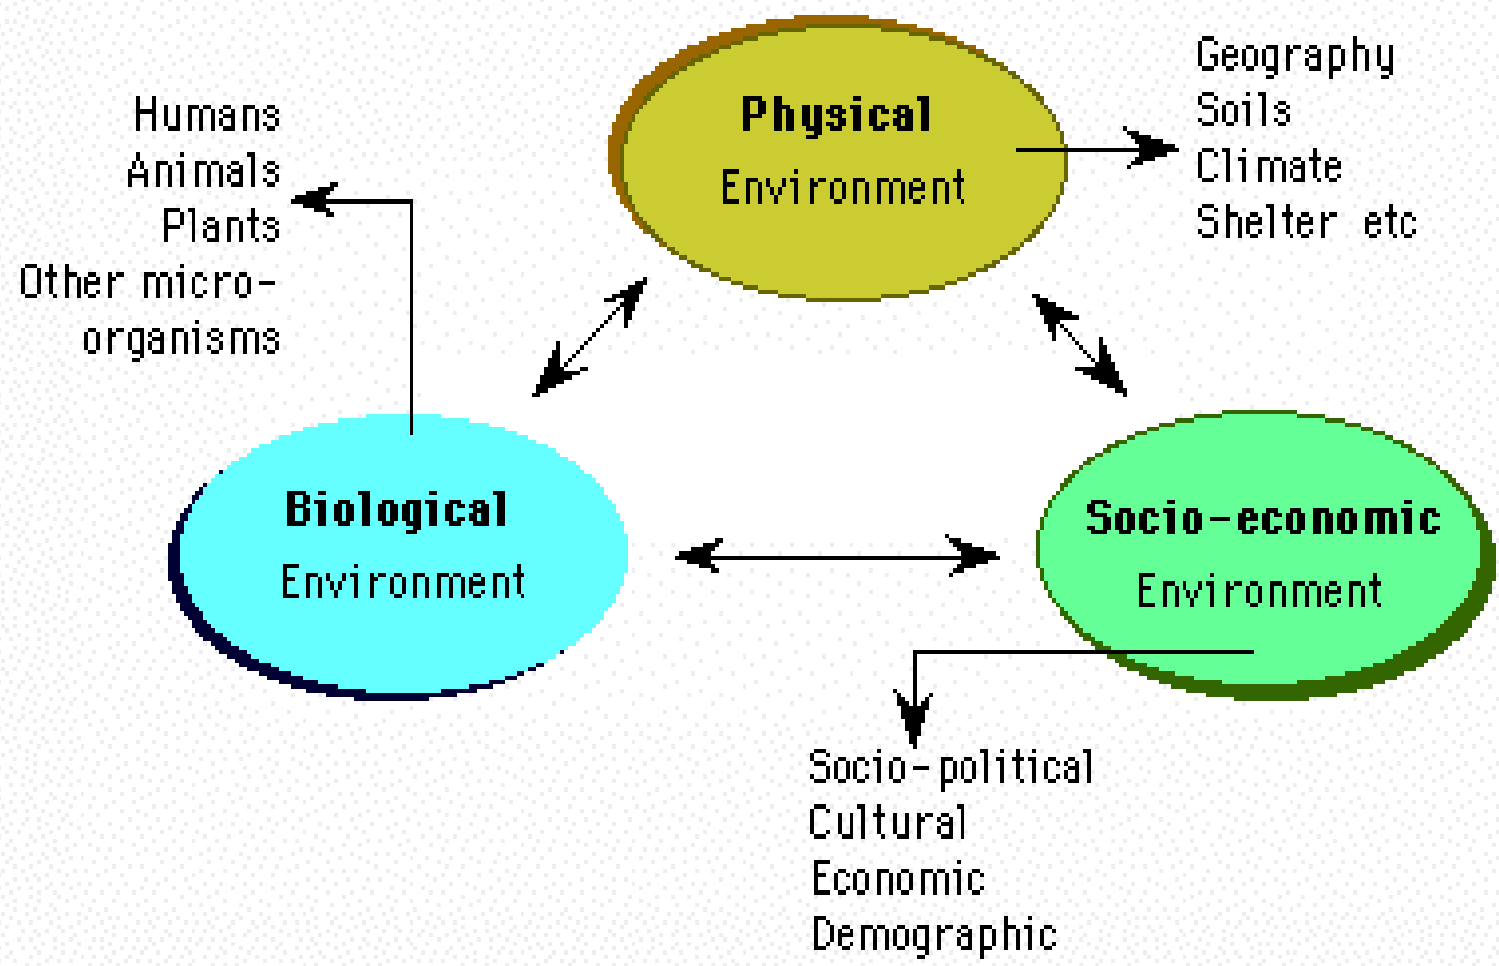 Physical
Environment
Geography
Soils
Climate
Shelter etc
Humans
Animals
Plants
Other micro-
organisms
Biological
Environment
Socio-economic
Environment
Socio-political
Cultural
Economic
Demographic